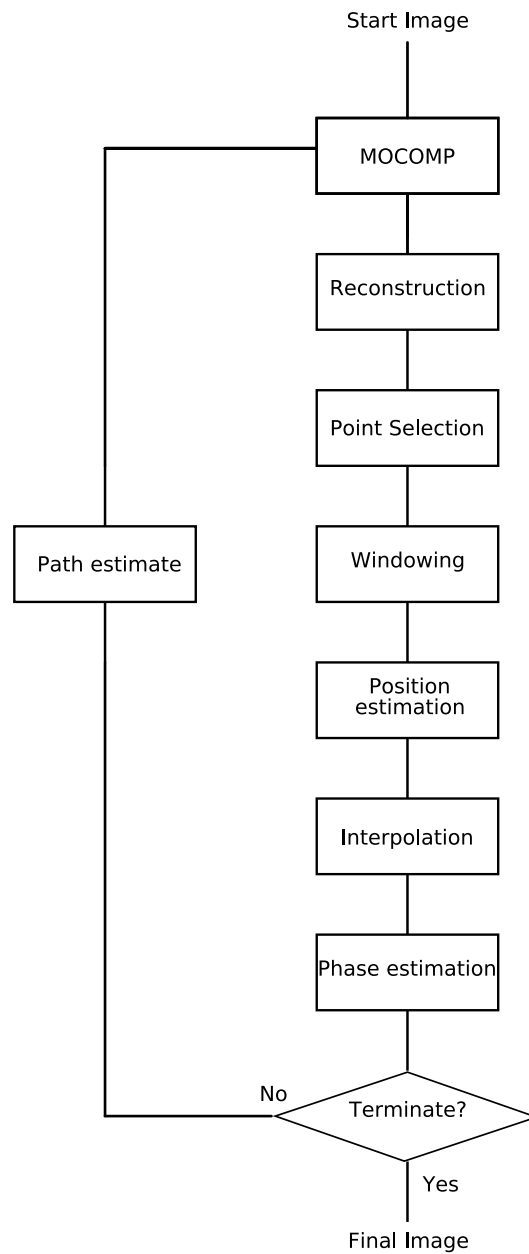 Start Image
MOCOMP
Reconstruction
Point Selection
Windowing
Path estimate
Position
estimation
Interpolation
Phase estimation
No
Terminate?
Yes
Final Image